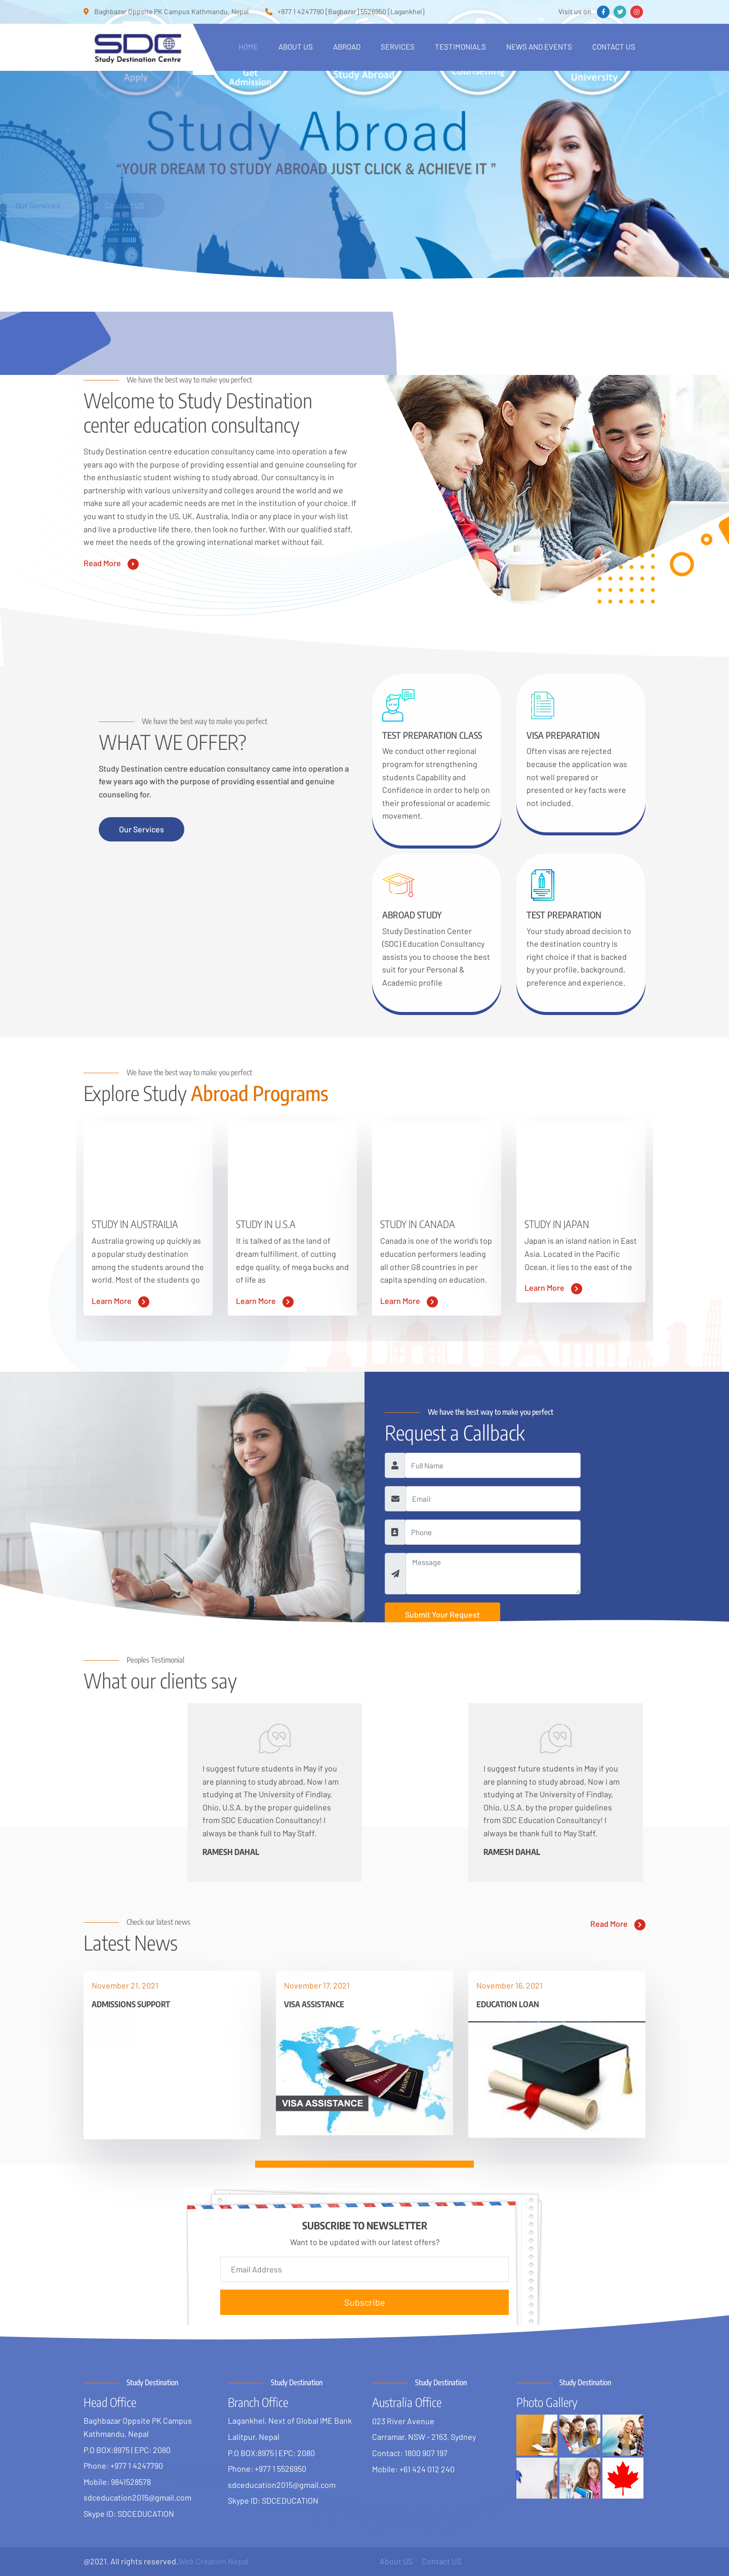 Baghbazar Oppsite PK Campus Kathmandu, Nepal
+977 1 4247790 [Bagbazar] 5526950 [Lagankhel]
Visit us on..
SDC
Study Destination Centre
HOME
ABOUT US
ABROAD
SERVICES
TESTIMONIALS
NEWS AND EVENTS
CONTACT US
Apply
Get
Admission
Study Abroad
Counselling
University
Study Abroad
“YOUR DREAM TO STUDY ABROAD JUST CLICK & ACHIEVE IT ”
Our Services
Contact US
We have the best way to make you perfect
Welcome to Study Destination
center education consultancy
Study Destination centre education consultancy came into operation a few
years ago with the purpose of providing essential and genuine counseling for
the enthusiastic student wishing to study abroad. Our consultancy is in
partnership with various university and colleges around the world and we
make sure all your academic needs are met in the institution of your choice. If
you want to study in the US, UK, Australia, India or any place in your wish list
and live a productive life there, then look no further. With our qualified staff,
we meet the needs of the growing international market without fail.
Read More
We have the best way to make you perfect
WHAT WE OFFER?
Study Destination centre education consultancy came into operation a
few years ago with the purpose of providing essential and genuine
counseling for.
Our Services
TEST PREPARATION CLASS
We conduct other regional
program for strengthening
students Capability and
Confidence in order to help on
their professional or academic
movement.
VISA PREPARATION
Often visas are rejected
because the application was
not well prepared or
presented or key facts were
not included.
ABROAD STUDY
Study Destination Center
(SDC) Education Consultancy
assists you to choose the best
suit for your Personal &
Academic profile
TEST PREPARATION
Your study abroad decision to
the destination country is
right choice if that is backed
by your profile, background,
preference and experience.
We have the best way to make you perfect
Explore Study Abroad Programs
STUDY IN AUSTRAILIA
Australia growing up quickly as
a popular study destination
among the students around the
world. Most of the students go
Learn More
STUDY IN U.S.A
It is talked of as the land of
dream fulfillment, of cutting
edge quality, of mega bucks and
of life as
Learn More
STUDY IN CANADA
Canada is one of the world’s top
education performers leading
all other G8 countries in per
capita spending on education.
Learn More
STUDY IN JAPAN
Japan is an island nation in East
Asia. Located in the Pacific
Ocean, it lies to the east of the
Learn More
We have the best way to make you perfect
Request a Callback
Full Name
Email
Phone
Message
Submit Your Request
Peoples Testimonial
What our clients say
I suggest future students in May if you
are planning to study abroad, Now I am
studying at The University of Findlay,
Ohio, U.S.A. by the proper guidelines
from SDC Education Consultancy! I
always be thank full to May Staff.
RAMESH DAHAL
I suggest future students in May if you
are planning to study abroad, Now i am
studying at The University of Findlay,
Ohio, U.S.A. by the proper guidelines
from SDC Education Consultancy! I
always be thank full to May Staff.
RAMESH DAHAL
Check our latest news
Latest News
Read More
November 21, 2021
ADMISSIONS SUPPORT
November 17, 2021
VISA ASSISTANCE
VISA ASSISTANCE
November 16, 2021
EDUCATION LOAN
SUBSCRIBE TO NEWSLETTER
Want to be updated with our latest offers?
Email Address
Subscribe
Study Destination
Head Office
Baghbazar Oppsite PK Campus
Kathmandu, Nepal
P.O BOX:8975 | EPC: 2080
Phone: +977 1 4247790
Mobile: 9841528578
sdceducation2015@gmail.com
Skype ID: SDCEDUCATION
Study Destination
Branch Office
Lagankhel, Next of Global IME Bank
Lalitpur, Nepal
P.O BOX:8975 | EPC: 2080
Phone: +977 1 5526950
sdceducation2015@gmail.com
Skype ID: SDCEDUCATION
Study Destination
Australia Office
023 River Avenue
Carramar, NSW - 2163, Sydney
Contact: 1800 907 197
Mobile: +61 424 012 240
Study Destination
Photo Gallery
@2021. All rights reserved.Web Creation Nepal
About US
Contact US